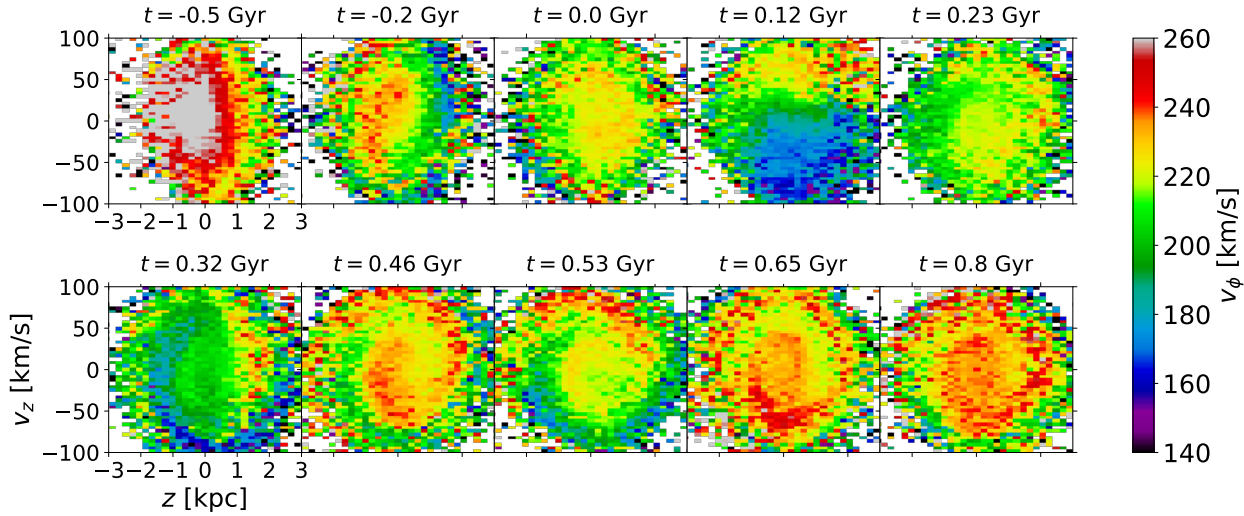 t = -0.5 Gyr t = -0.2 Gyr t = 0.0 Gyr t = 0.12 Gyr t = 0.23 Gyr
100
50
0
−50
−100
−3 −2 −1 0 1 2 3
t = 0.32 Gyr t = 0.46 Gyr t = 0.53 Gyr t = 0.65 Gyr t = 0.8 Gyr
100
50
0
−50
−100
−3 −2 −1 0 1 2 3
v_z [km/s]
z [kpc]
260
240
220
200
180
160
140
v_ϕ [km/s]